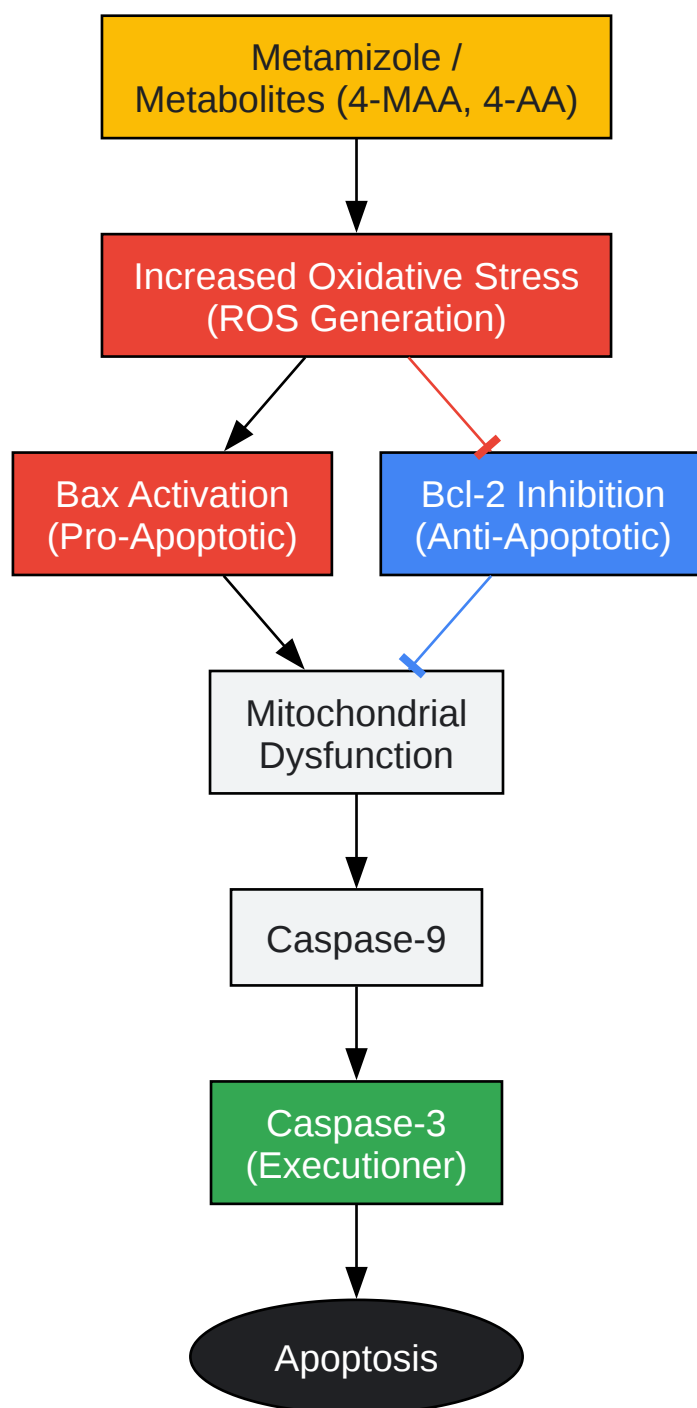 Metamizole /
Metabolites (4-MAA, 4-AA)
Increased Oxidative Stress
(ROS Generation)
Bax Activation
(Pro-Apoptotic)
Bcl-2 Inhibition
(Anti-Apoptotic)
Mitochondrial
Dysfunction
Caspase-9
Caspase-3
(Executioner)
Apoptosis